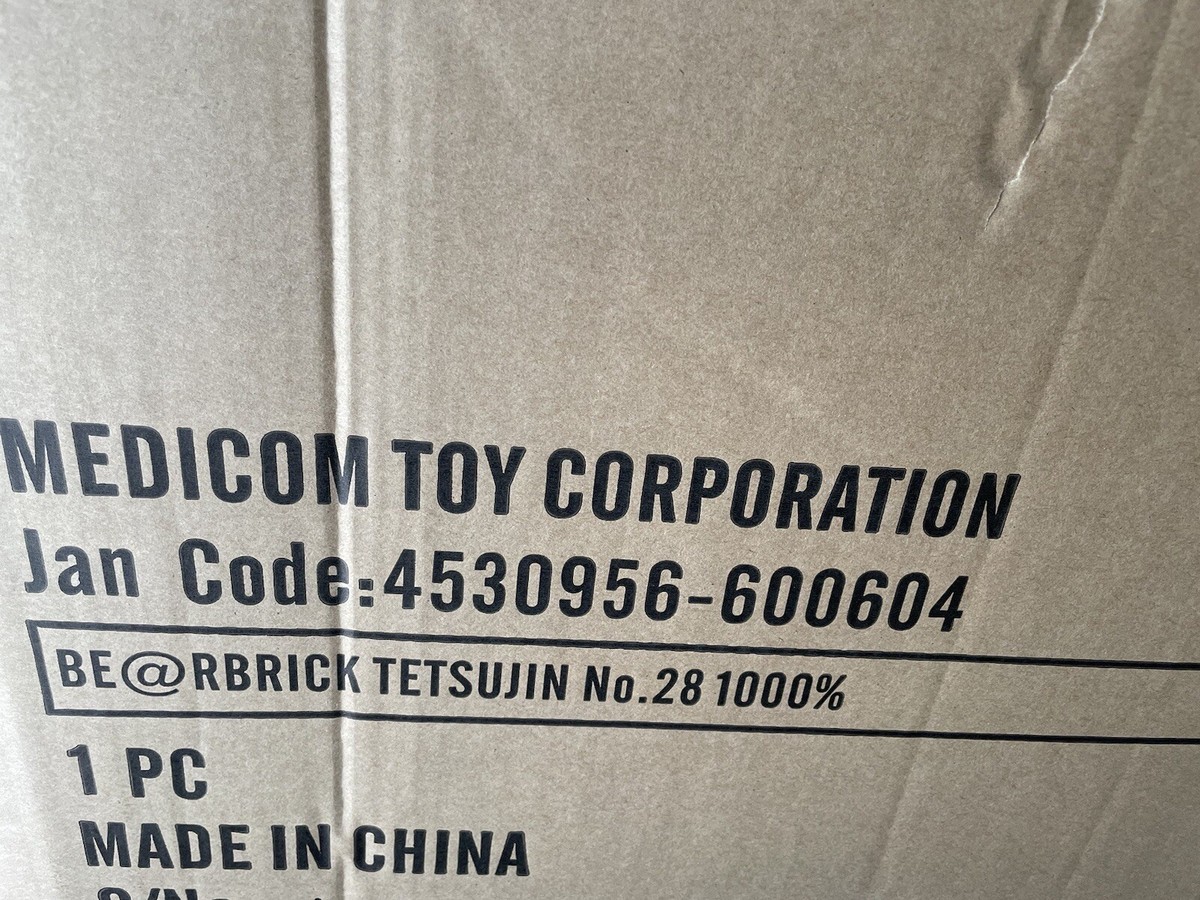 MEDICOM TOY CORPORATION
Jan Code:4530956-600604
BE@RBRICK TETSUJIN No.28 1000%
1 PC
MADE IN CHINA